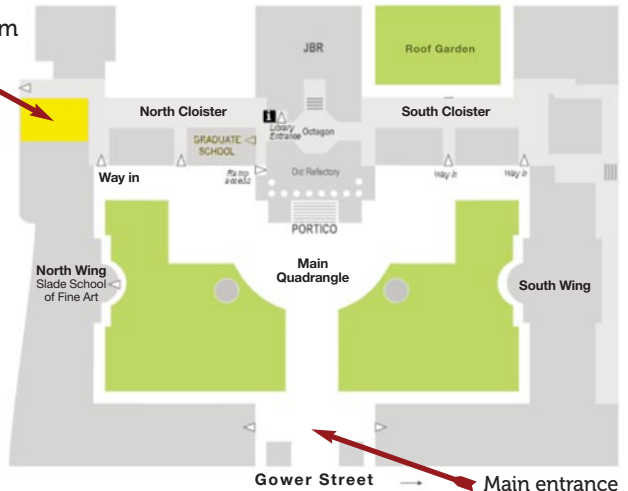 m
JBR
Roof Garden
North Cloister
i
Library
Entrance
Octagon
South Cloister
GRADUATE
SCHOOL
Way in
Ramp
access
Old Refectory
Way in
Way in
PORTICO
Main
Quadrangle
North Wing
Slade School
of Fine Art
South Wing
Gower Street
Main entrance